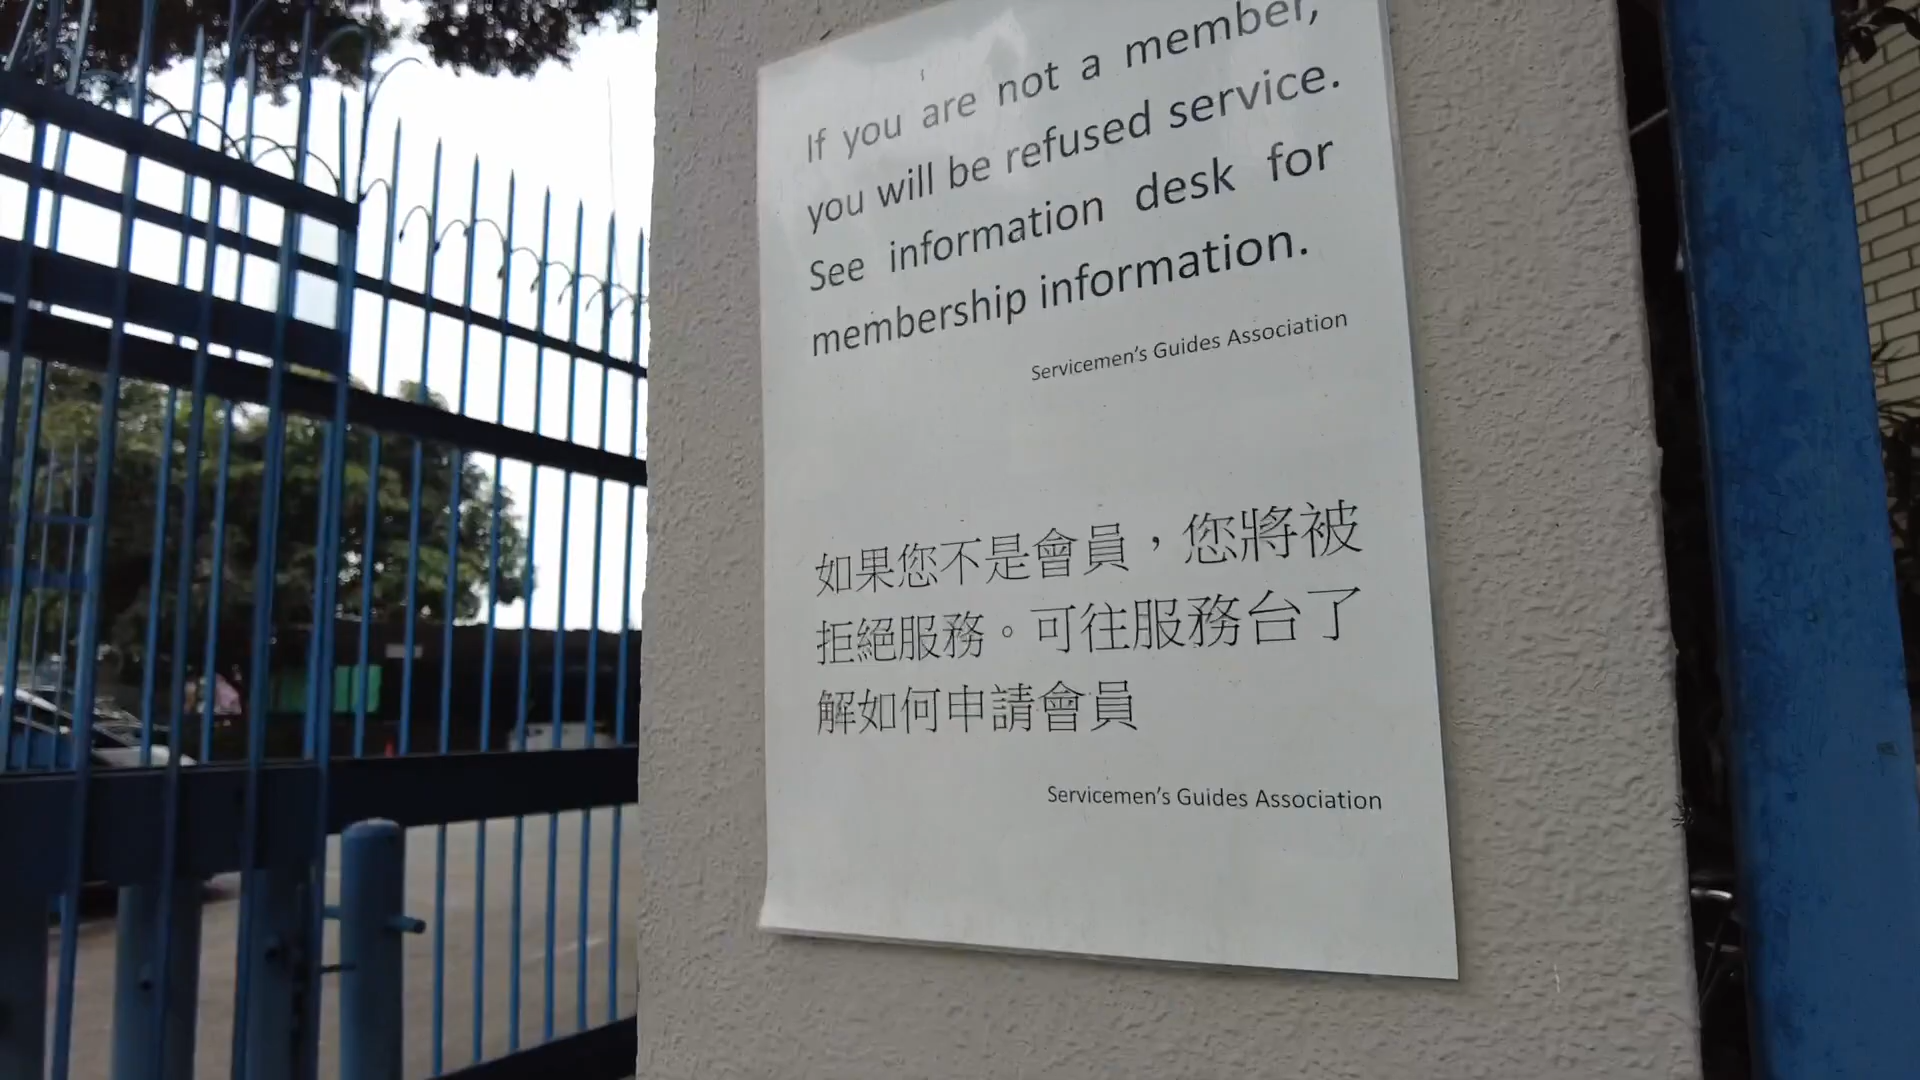 If you are not a member,
you will be refused service.
See information desk for
membership information.
Servicemen's Guides Association
如果您不是會員，您將被
拒絕服務。可往服務台了
解如何申請會員
Servicemen's Guides Association